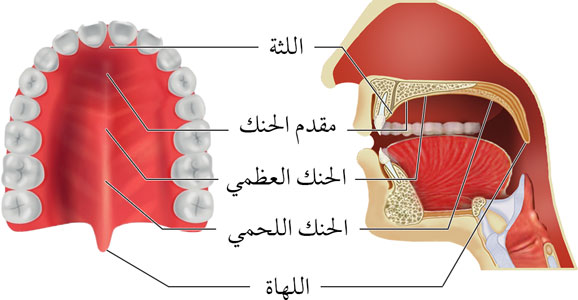 اللثة
مقدم الحنك
الحنك العظمي
الحنك اللحمي
اللهاة